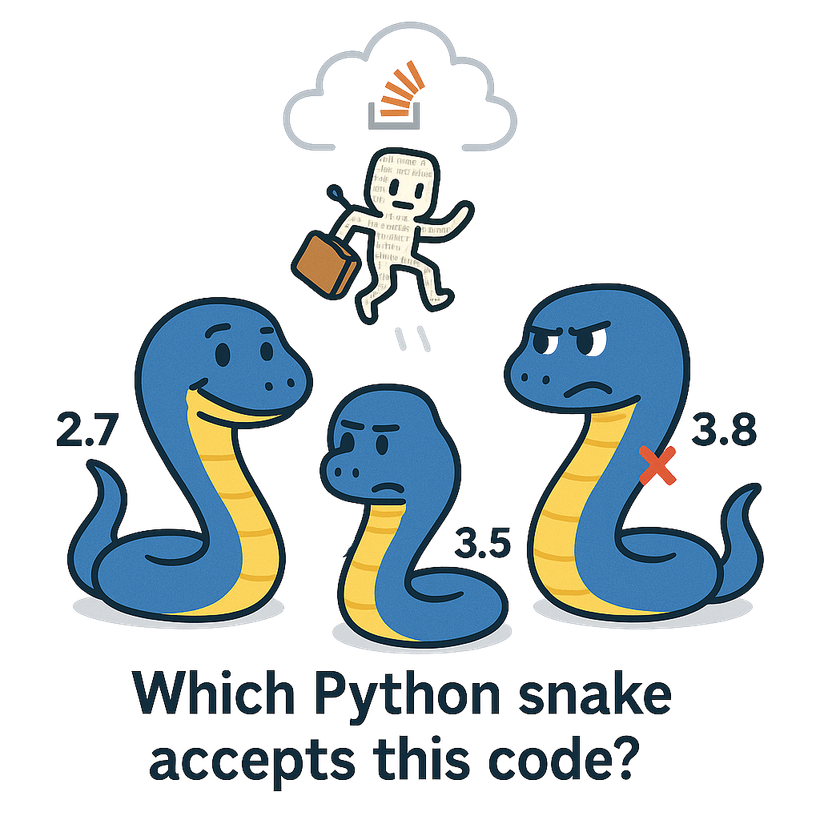 2.7
3.8
3.5
Which Python snake
accepts this code?